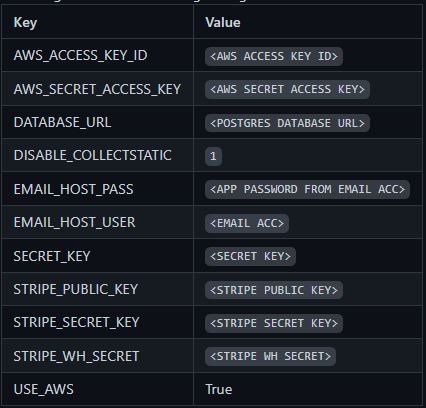 Key Value
AWS_ACCESS_KEY_ID <AWS ACCESS KEY ID>
AWS_SECRET_ACCESS_KEY <AWS SECRET ACCESS KEY>
DATABASE_URL <POSTGRES DATABASE URL>
DISABLE_COLLECTSTATIC 1
EMAIL_HOST_PASS <APP PASSWORD FROM EMAIL ACC>
EMAIL_HOST_USER <EMAIL ACC>
SECRET_KEY <SECRET KEY>
STRIPE_PUBLIC_KEY <STRIPE PUBLIC KEY>
STRIPE_SECRET_KEY <STRIPE SECRET KEY>
STRIPE_WH_SECRET <STRIPE WH SECRET>
USE_AWS True